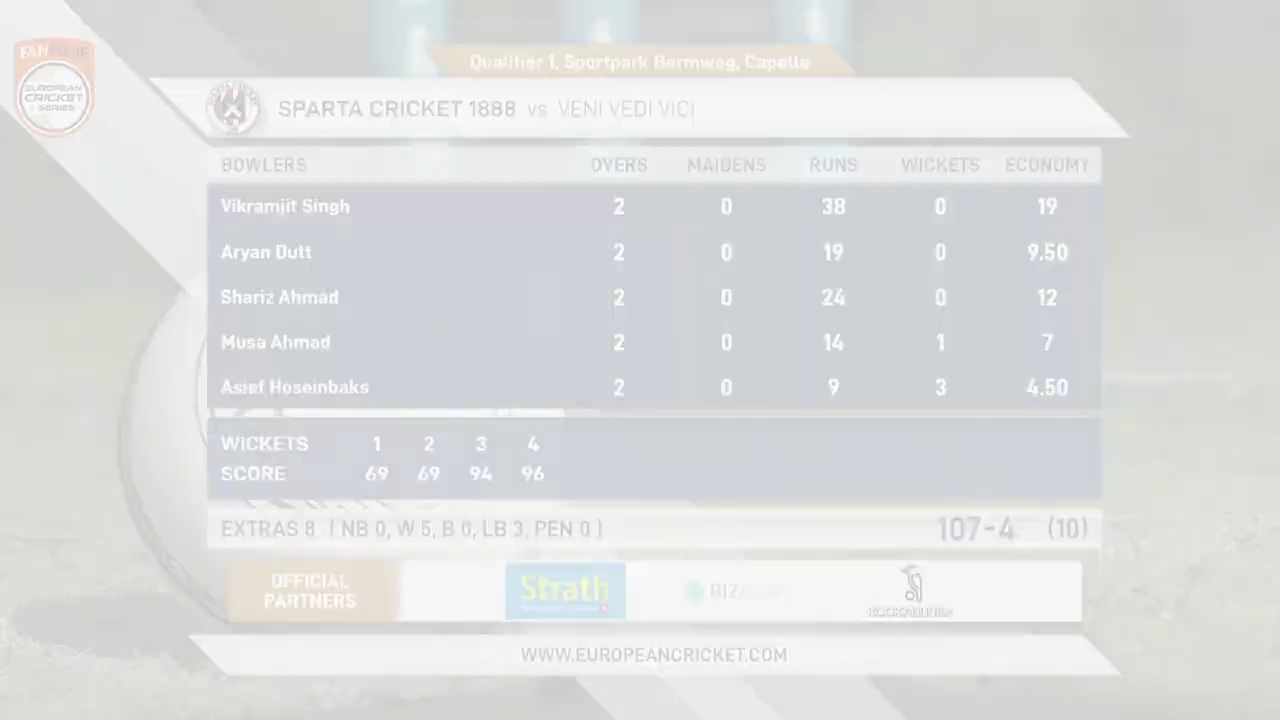 Qualifier 1, Sportpark Bermweg, Capelle
EUROPEAN
CRICKET
SERIES
SPARTA CRICKET 1888 vs VENI VEDI VICI
BOWLERS OVERS MAIDENS RUNS WICKETS ECONOMY
Vikramjit Singh 2 0 38 0 19
Aryan Dutt 2 0 19 0 9.50
Shariz Ahmad 2 0 24 0 12
Musa Ahmad 2 0 14 1 7
Asief Hoseinbaks 2 0 9 3 4.50
WICKETS 1 2 3 4
SCORE 69 69 94 96
EXTRAS 8 ( NB 0, W 5, B 0, LB 3, PEN 0 ) 107-4 (10)
OFFICIAL
PARTNERS
Strath
KOOKABURRA
WWW.EUROPEANCRICKET.COM